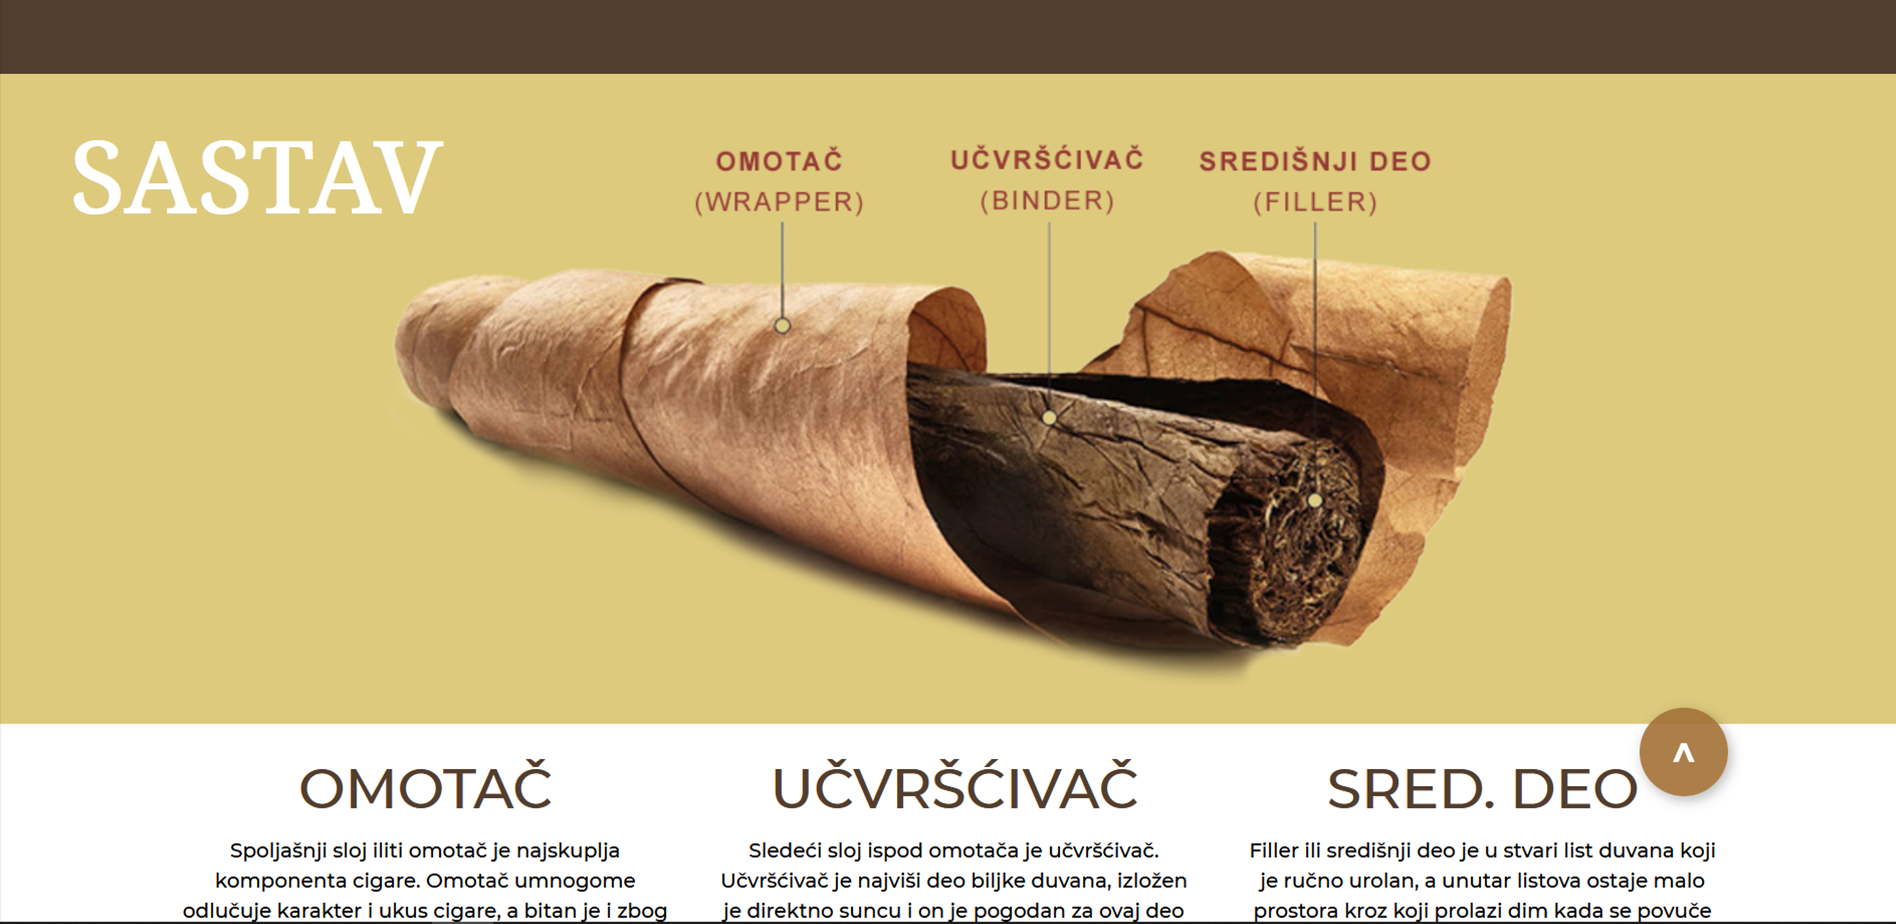 SASTAV
OMOTAČ
(WRAPPER)
UČVRŠĆIVAČ
(BINDER)
SREDIŠNJI DEO
(FILLER)
OMOTAČ
Spoljašnji sloj iliti omotač je najskuplja
komponenta cigare. Omotač umnogome
odlučuje karakter i ukus cigare, a bitan je i zbog
UČVRŠĆIVAČ
Sledeći sloj ispod omotača je učvršćivač.
Učvršćivač je najviši deo biljke duvana, izložen
je direktno suncu i on je pogodan za ovaj deo
SRED. DEO
Filler ili središnji deo je u stvari list duvana koji
je ručno urolan, a unutar listova ostaje malo
prostora kroz koji prolazi dim kada se povuče